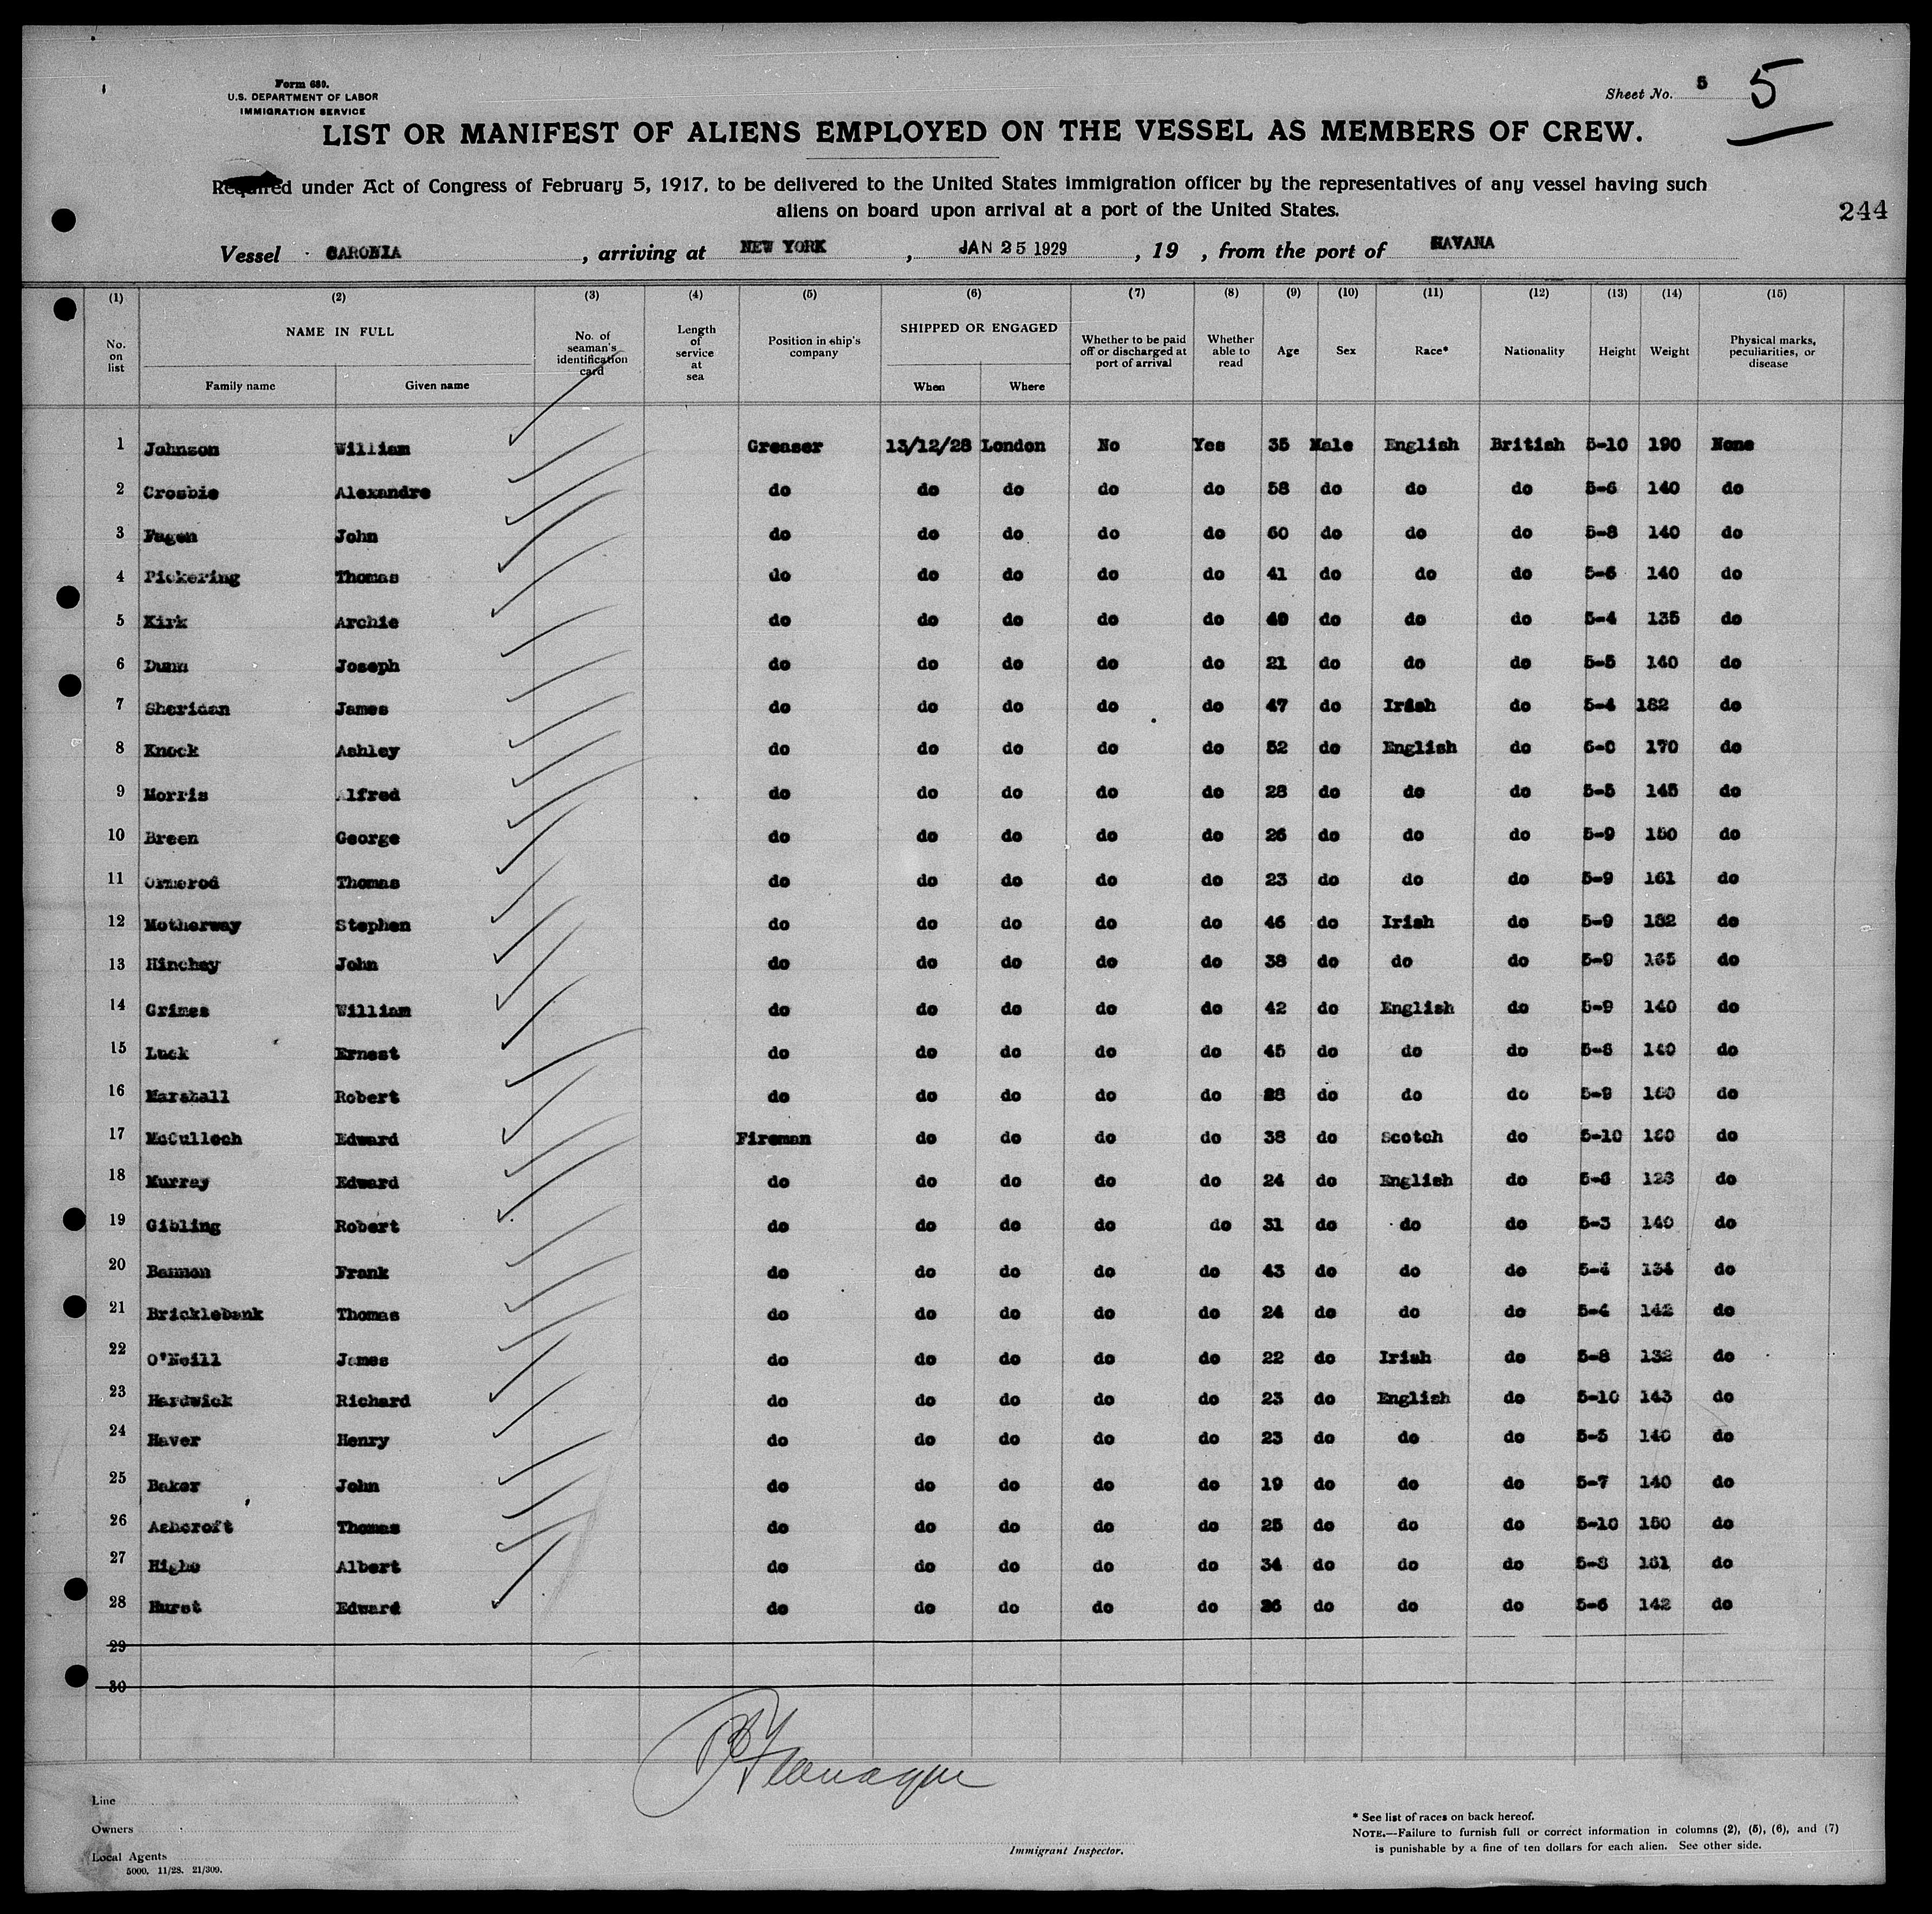 Form 680.
U.S. DEPARTMENT OF LABOR
IMMIGRATION SERVICE
Sheet No. 5 5
LIST OR MANIFEST OF ALIENS EMPLOYED ON THE VESSEL AS MEMBERS OF CREW.
Required under Act of Congress of February 5, 1917, to be delivered to the United States immigration officer by the representatives of any vessel having such
aliens on board upon arrival at a port of the United States.
244
Vessel CARONIA, arriving at NEW YORK, JAN 25 1929, 19 , from the port of HAVANA
(1) (2) (3) (4) (5) (6) (7) (8) (9) (10) (11) (12) (13) (14) (15)
No. on list NAME IN FULL Family name Given name No. of seaman's identification card Length of service at sea Position in ship's company SHIPPED OR ENGAGED When Where Whether to be paid off or discharged at port of arrival Whether able to read Age Sex Race* Nationality Height Weight Physical marks, peculiarities, or disease
1 Johnson William Greaser 13/12/28 London No Yes 35 Male English British 5-10 190 None
2 Crosbie Alexandre do do do do do 58 do do do 5-6 140 do
3 Fagen John do do do do do 60 do do do 5-8 140 do
4 Pickering Thomas do do do do do 41 do do do 5-6 140 do
5 Kirk Archie do do do do do 40 do do do 5-4 135 do
6 Dunn Joseph do do do do do 21 do do do 5-5 140 do
7 Sheridan James do do do do do 47 do Irish do 5-4 182 do
8 Knock Ashley do do do do do 52 do English do 6-0 170 do
9 Morris Alfred do do do do do 28 do do do 5-5 145 do
10 Breen George do do do do do 26 do do do 5-9 150 do
11 Ormerod Thomas do do do do do 23 do do do 5-9 161 do
12 Motherway Stephen do do do do do 46 do Irish do 5-9 182 do
13 Hinchey John do do do do do 38 do do do 5-9 165 do
14 Grimes William do do do do do 42 do English do 5-9 140 do
15 Luck Ernest do do do do do 45 do do do 5-6 140 do
16 Marshall Robert do do do do do 28 do do do 5-9 160 do
17 McCulloch Edward Fireman do do do do 38 do Scotch do 5-10 160 do
18 Murray Edward do do do do do 24 do English do 5-6 128 do
19 Gibling Robert do do do do do 31 do do do 5-3 140 do
20 Bannon Frank do do do do do 43 do do do 5-4 134 do
21 Bricklebank Thomas do do do do do 24 do do do 5-4 142 do
22 O'Neill James do do do do do 22 do Irish do 5-8 132 do
23 Hardwick Richard do do do do do 23 do English do 5-10 143 do
24 Haver Henry do do do do do 23 do do do 5-5 140 do
25 Baker John do do do do do 19 do do do 5-7 140 do
26 Ashcroft Thomas do do do do do 25 do do do 5-10 150 do
27 Highe Albert do do do do do 34 do do do 5-8 161 do
28 Hurst Edward do do do do do 26 do do do 5-6 142 do
29
30
Line
Owners
Local Agents
5000, 11/28. 21/309.
Immigrant Inspector.
* See list of races on back hereof.
NOTE.—Failure to furnish full or correct information in columns (2), (5), (6), and (7)
is punishable by a fine of ten dollars for each alien. See other side.